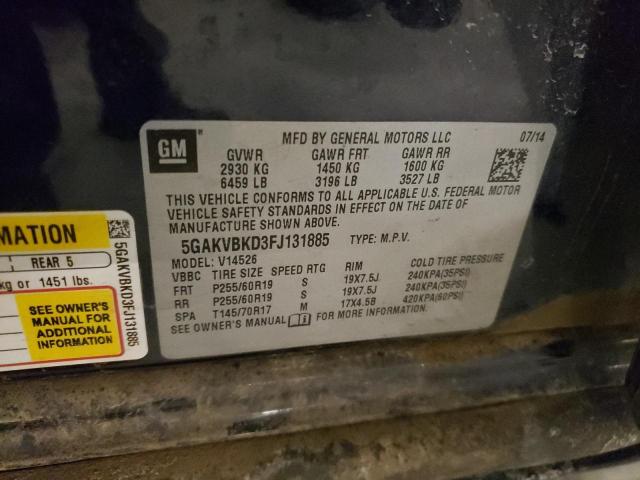 GM
MFD BY GENERAL MOTORS LLC 07/14
GVWR GAWR FRT GAWR RR
2930 KG 1450 KG 1600 KG
6459 LB 3196 LB 3527 LB
THIS VEHICLE CONFORMS TO ALL APPLICABLE U.S. FEDERAL MOTOR
VEHICLE SAFETY STANDARDS IN EFFECT ON THE DATE OF
MANUFACTURE SHOWN ABOVE.
5GAKVBKD3FJ131885 TYPE: M.P.V.
MODEL: V14526
VBBC TIRE SIZE SPEED RTG RIM COLD TIRE PRESSURE
FRT P255/60R19 S 19X7.5J 240KPA(35PSI)
RR P255/60R19 S 19X7.5J 240KPA(35PSI)
SPA T145/70R17 M 17X4.5B 420KPA(60PSI)
SEE OWNER'S MANUAL FOR MORE INFORMATION.
MATION
REAR 5
kg or 1451 lbs.
SEE OWNER'S
MANUAL FOR
ADDITIONAL
INFORMATION
5GAKVBKD3FJ131885